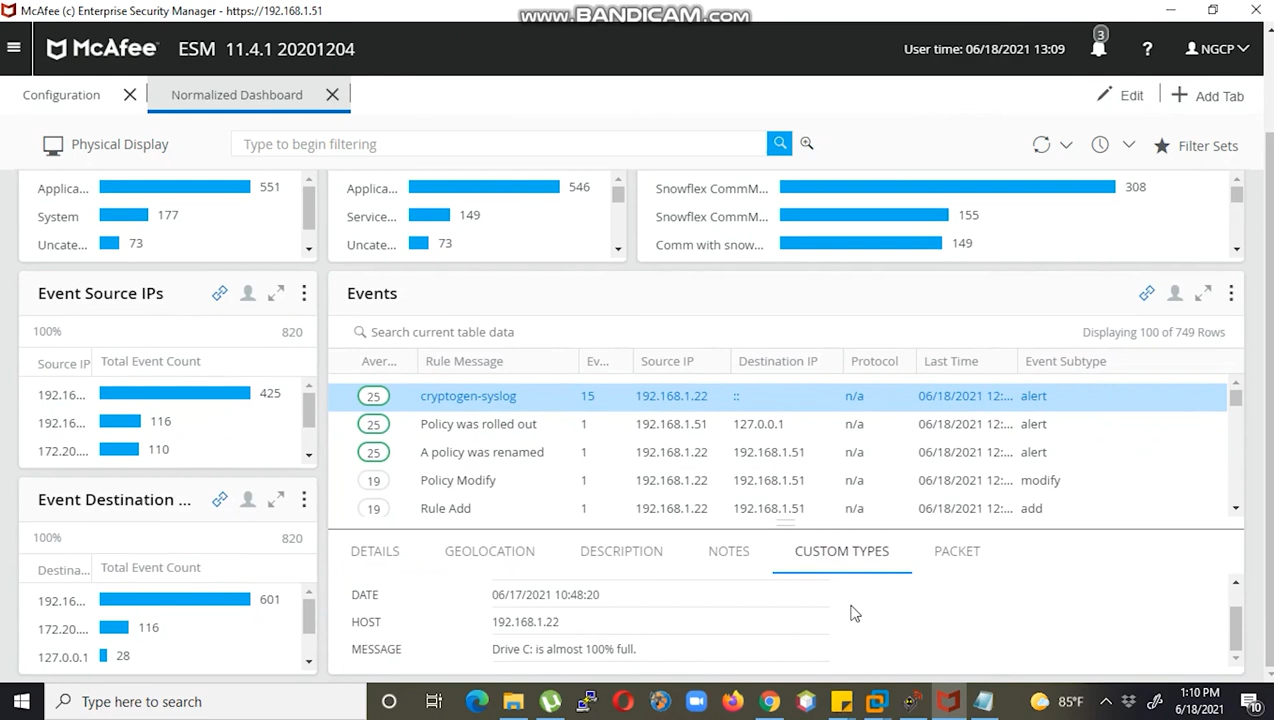 McAfee (c) Enterprise Security Manager - https://192.168.1.51
www.BANDICAM.com
McAfee ESM 11.4.1 20201204
User time: 06/18/2021 13:09
3
NGCP
Configuration
Normalized Dashboard
Edit
Add Tab
Physical Display
Type to begin filtering
Filter Sets
Applica... 551
System 177
Uncate... 73
Applica... 546
Service... 149
Uncate... 73
Snowflex CommM... 308
Snowflex CommM... 155
Comm with snow... 149
Event Source IPs
100% 820
Source IP Total Event Count
192.16... 425
192.16... 116
172.20.... 110
Event Destination ...
100% 820
Destina... Total Event Count
192.16... 601
172.20... 116
127.0.0.1 28
Events
Search current table data
Displaying 100 of 749 Rows
Aver... Rule Message Ev... Source IP Destination IP Protocol Last Time Event Subtype
25 cryptogen-syslog 15 192.168.1.22 :: n/a 06/18/2021 12:... alert
25 Policy was rolled out 1 192.168.1.51 127.0.0.1 n/a 06/18/2021 12:... alert
25 A policy was renamed 1 192.168.1.22 192.168.1.51 n/a 06/18/2021 12:... alert
19 Policy Modify 1 192.168.1.22 192.168.1.51 n/a 06/18/2021 12:... modify
19 Rule Add 1 192.168.1.22 192.168.1.51 n/a 06/18/2021 12:... add
DETAILS GEOLOCATION DESCRIPTION NOTES CUSTOM TYPES PACKET
DATE 06/17/2021 10:48:20
HOST 192.168.1.22
MESSAGE Drive C: is almost 100% full.
Type here to search
85°F
1:10 PM
6/18/2021
10